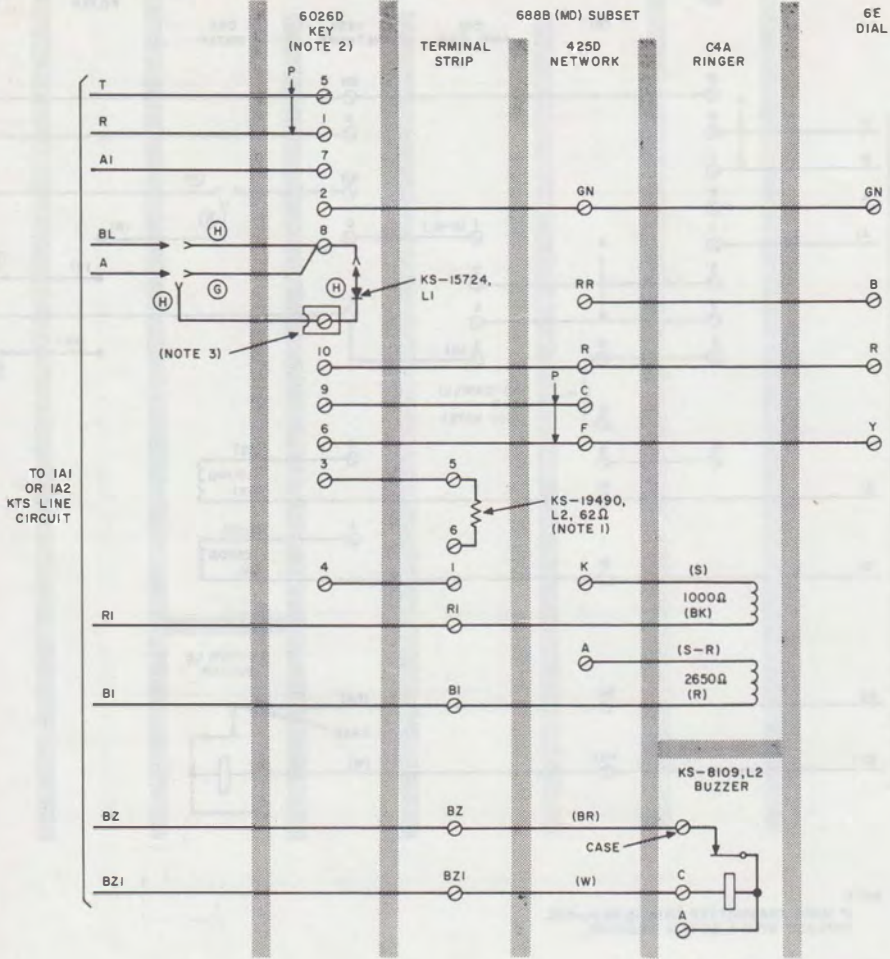 6026D
KEY
(NOTE 2)
688B (MD) SUBSET
6E
DIAL
TERMINAL
STRIP
425D
NETWORK
C4A
RINGER
T
P
5
R
1
A1
7
2
GN
GN
BL
H
8
A
G
H
H
KS-15724,
L1
RR
B
(NOTE 3)
10
R
R
9
P
C
6
F
Y
3
5
TO 1A1
OR 1A2
KTS LINE
CIRCUIT
KS-19490,
L2, 62Ω
(NOTE 1)
6
4
1
K
(S)
1000Ω
(BK)
R1
R1
A
(S-R)
2650Ω
(R)
B1
B1
KS-8109, L2
BUZZER
BZ
BZ
(BR)
CASE
BZ1
BZ1
(W)
C
A